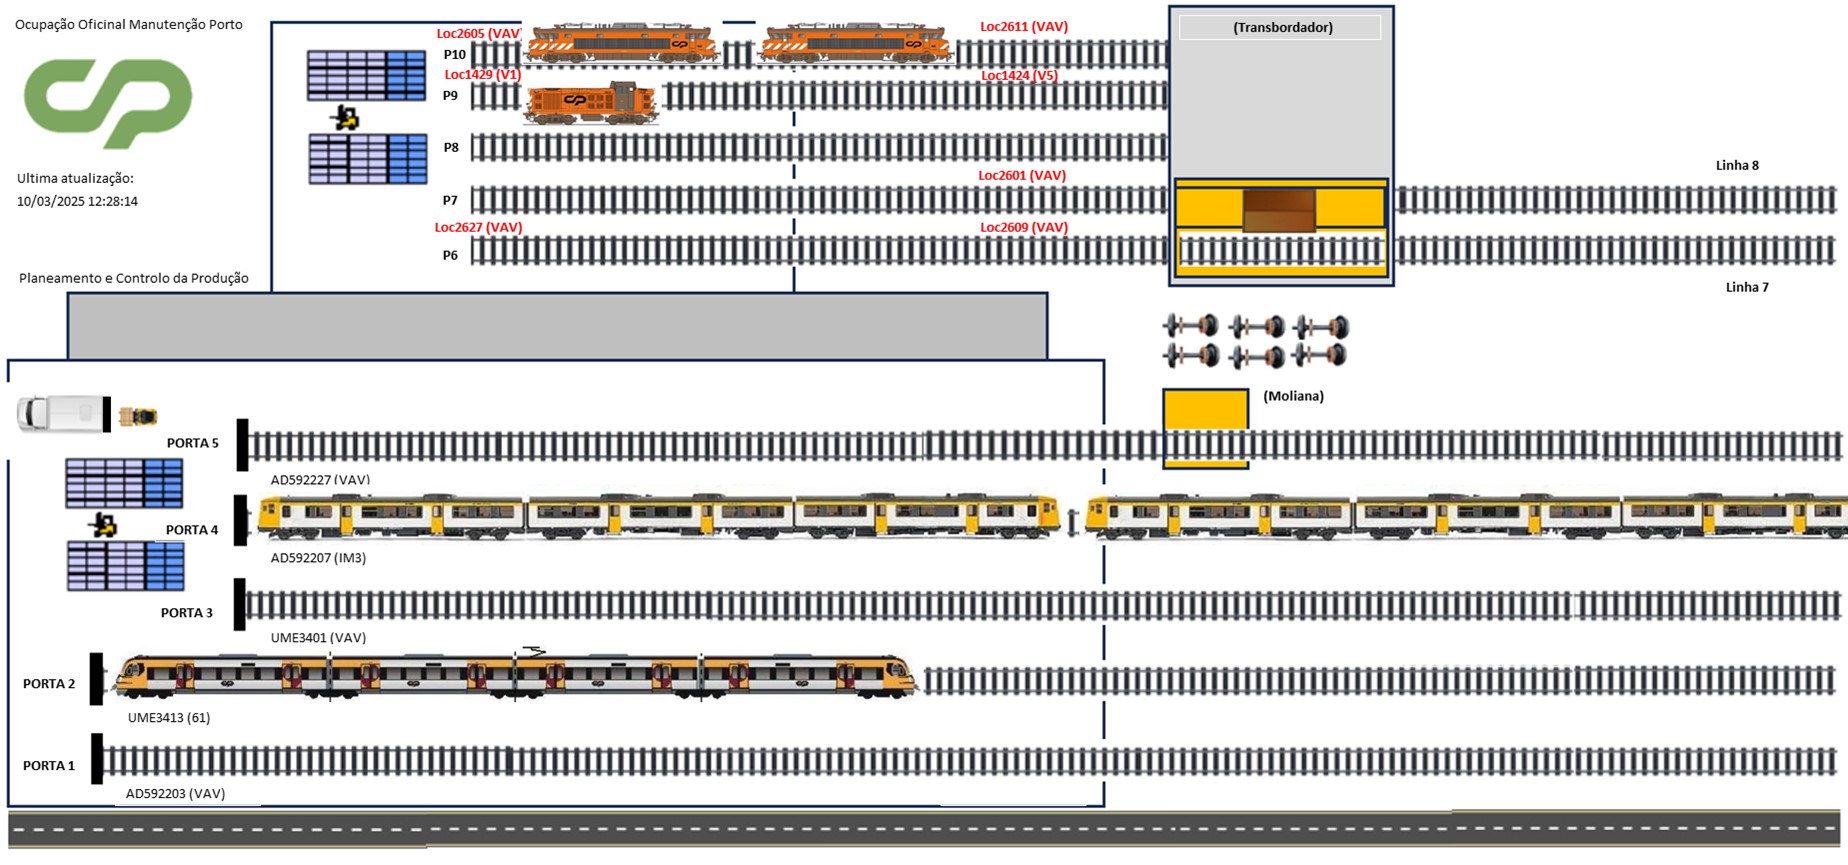 Ocupação Oficinal Manutenção Porto
CP
Ultima atualização:
10/03/2025 12:28:14
Planeamento e Controlo da Produção
Loc2605 (VAV)
Loc2611 (VAV)
P10
Loc1429 (V1)
Loc1424 (V5)
P9
P8
Loc2601 (VAV)
P7
Loc2627 (VAV)
Loc2609 (VAV)
P6
(Transbordador)
Linha 8
Linha 7
(Moliana)
PORTA 5
AD592227 (VAV)
PORTA 4
AD592207 (IM3)
PORTA 3
UME3401 (VAV)
PORTA 2
UME3413 (61)
PORTA 1
AD592203 (VAV)